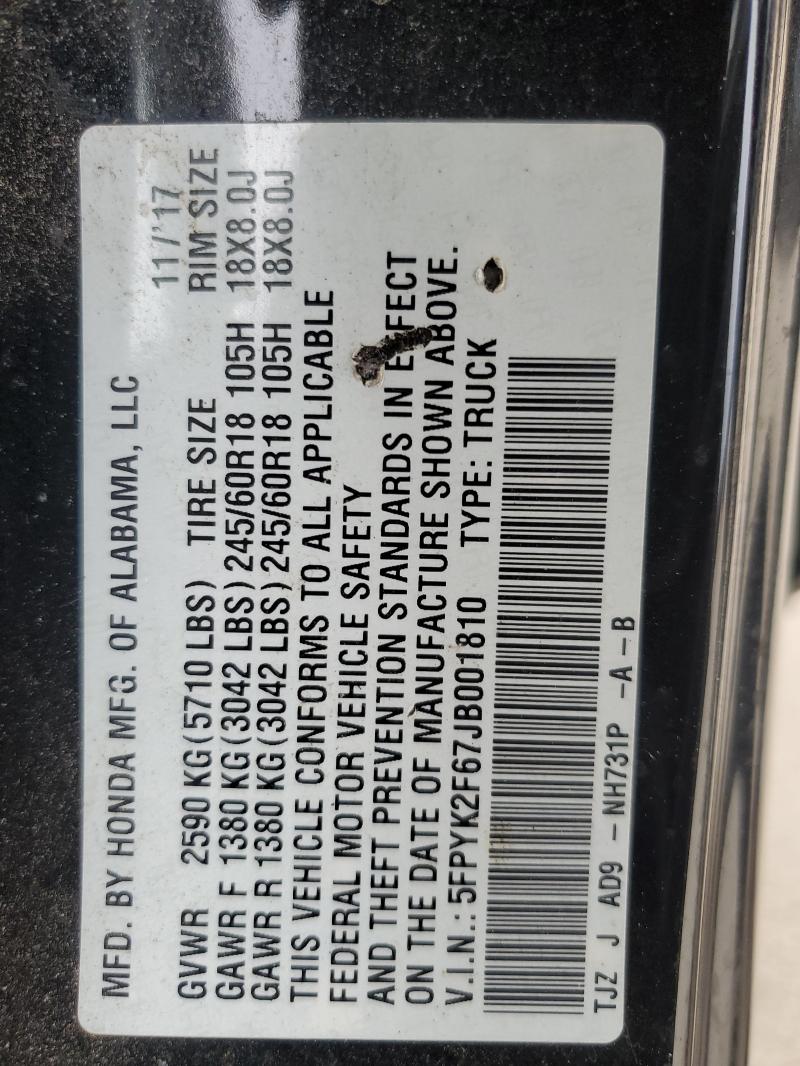 MFD. BY HONDA MFG. OF ALABAMA, LLC
11/'17
GVWR 2590 KG(5710 LBS) TIRE SIZE RIM SIZE
GAWR F 1380 KG(3042 LBS) 245/60R18 105H 18X8.0J
GAWR R 1380 KG(3042 LBS) 245/60R18 105H 18X8.0J
THIS VEHICLE CONFORMS TO ALL APPLICABLE
FEDERAL MOTOR VEHICLE SAFETY
AND THEFT PREVENTION STANDARDS IN EFFECT
ON THE DATE OF MANUFACTURE SHOWN ABOVE.
V.I.N.: 5FPYK2F67JB001810 TYPE: TRUCK
TJZ J AD9 -NH731P -A-B